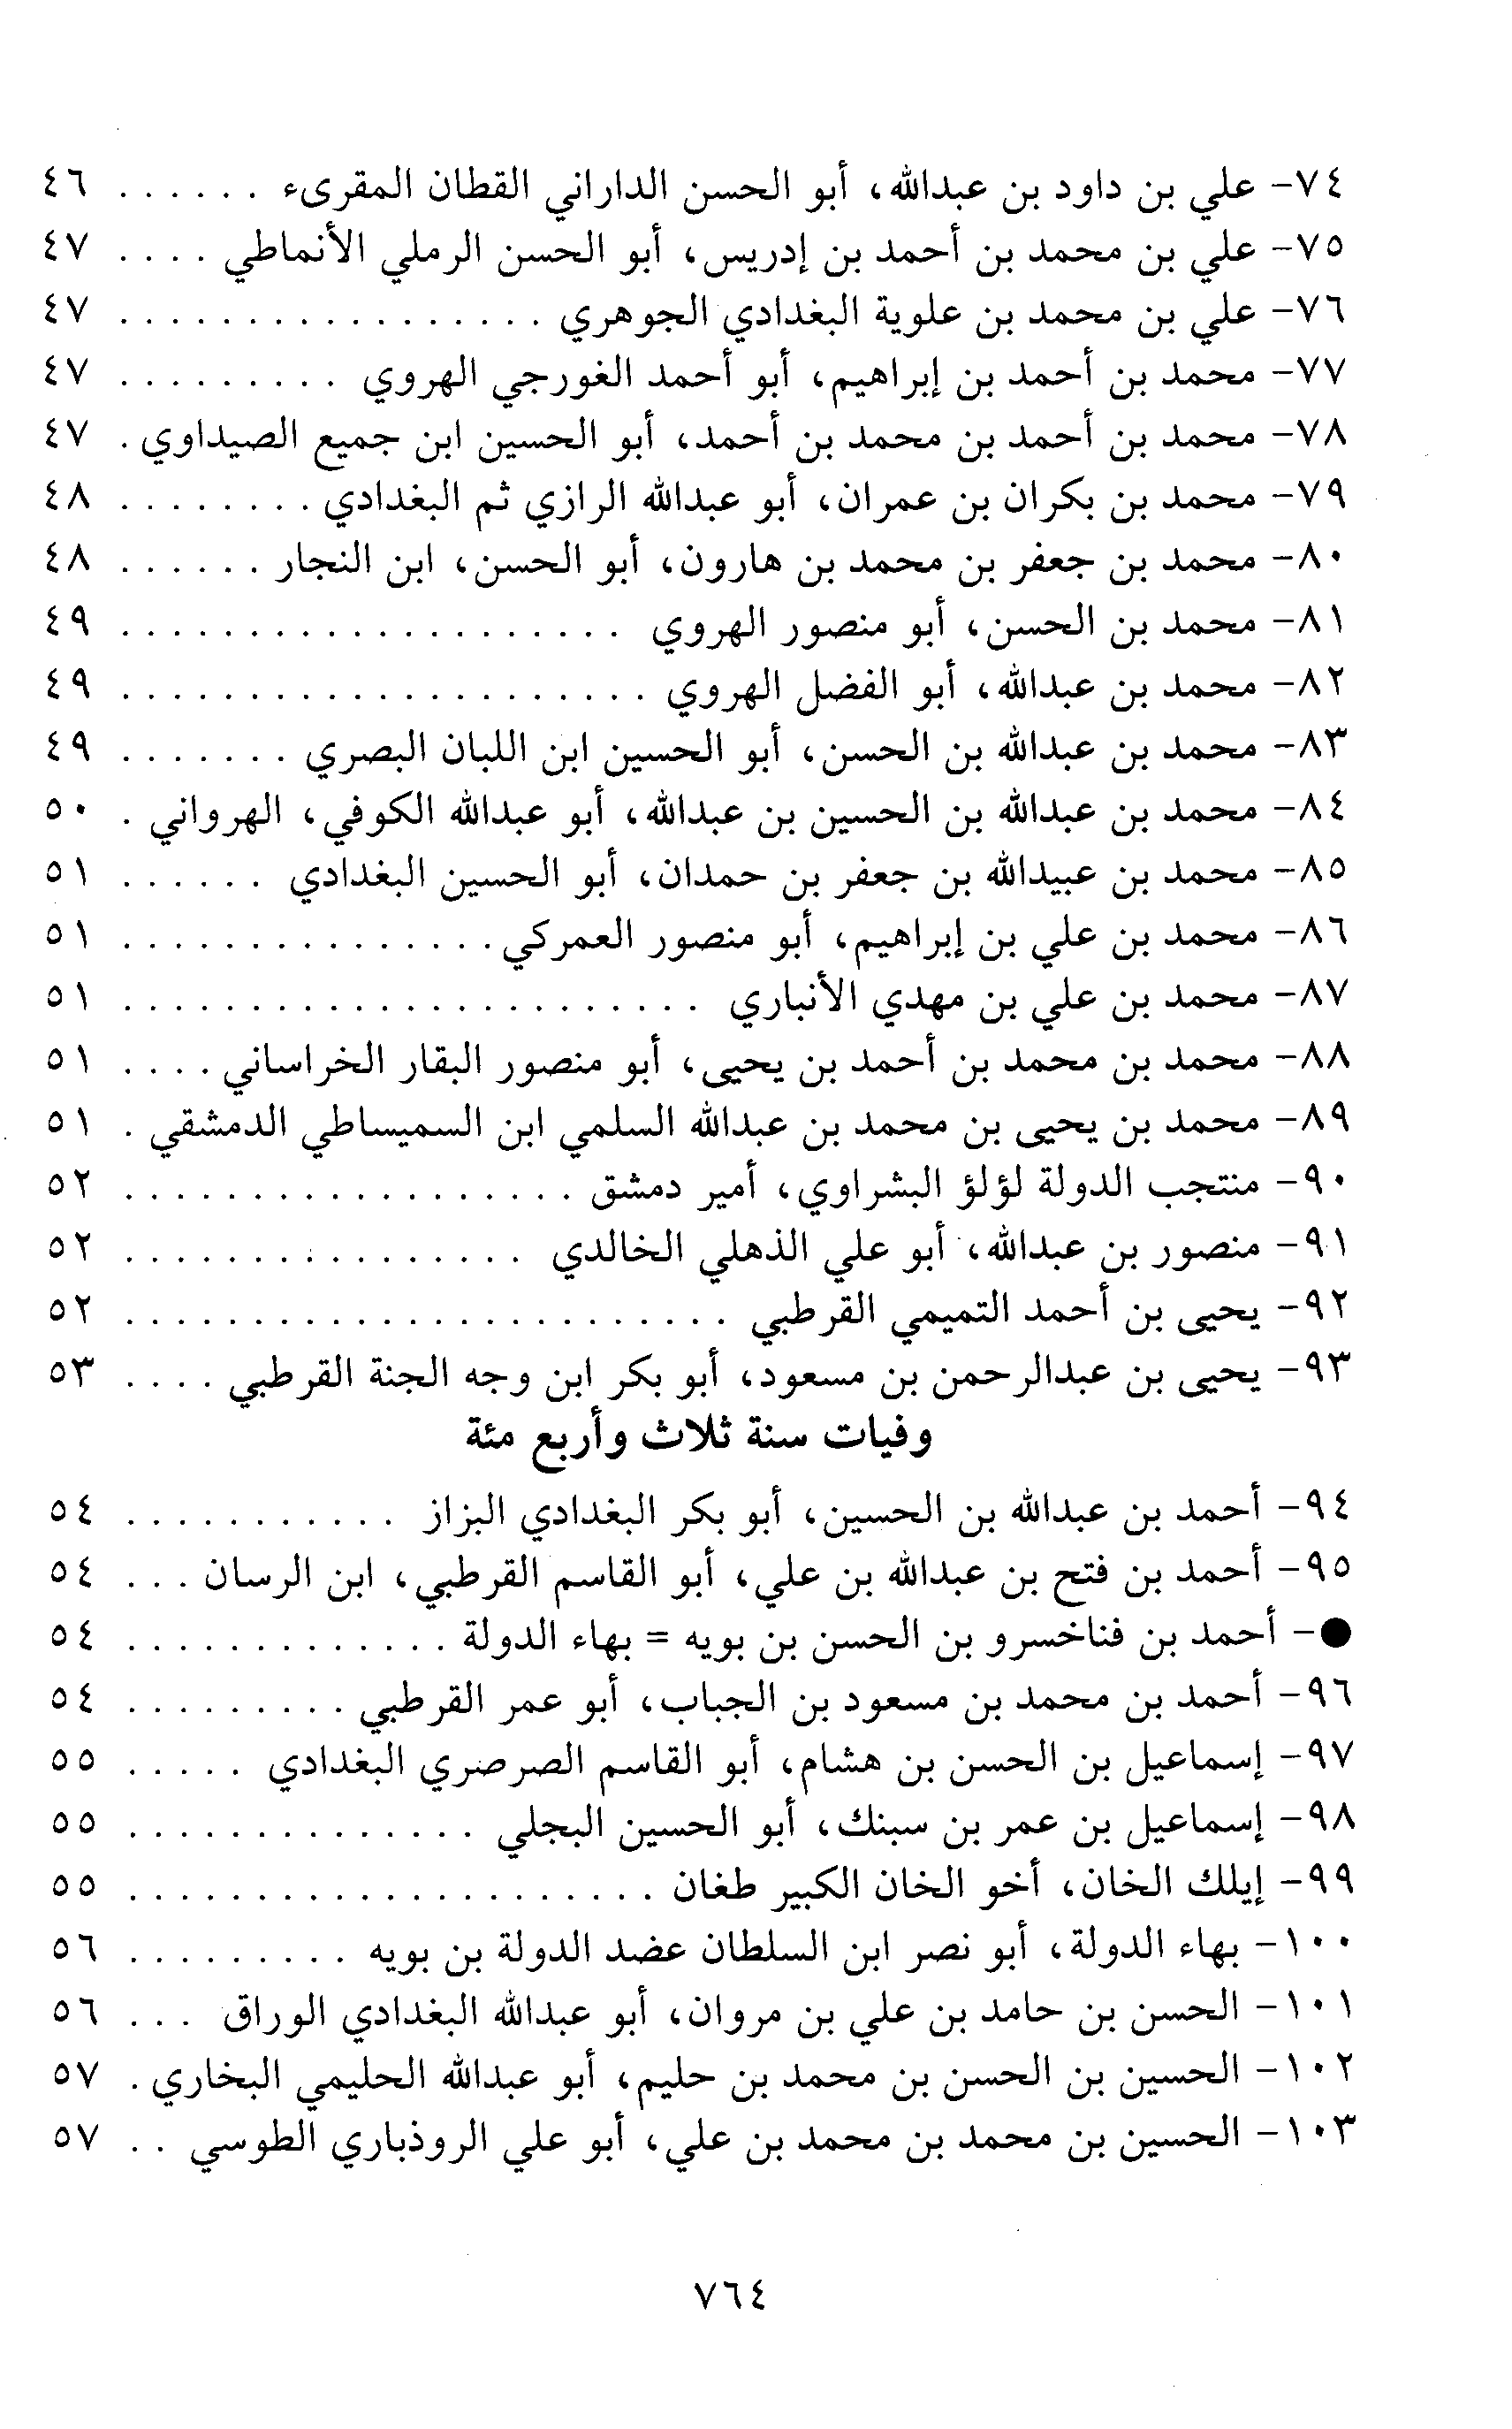 ٧٤- علي بن داود بن عبدالله، أبو الحسن الداراني القطان المقرىء . . . . . . ٤٦
٧٥- علي بن محمد بن أحمد بن إدريس، أبو الحسن الرملي الأنماطي . . . . ٤٧
٧٦- علي بن محمد بن علوية البغدادي الجوهري . . . . . . . . . . . . . . . . . ٤٧
٧٧- محمد بن أحمد بن إبراهيم، أبو أحمد الغورجي الهروي . . . . . . . . . ٤٧
٧٨- محمد بن أحمد بن محمد بن أحمد، أبو الحسين ابن جميع الصيداوي . ٤٧
٧٩- محمد بن بكران بن عمران، أبو عبدالله الرازي ثم البغدادي . . . . . . . . ٤٨
٨٠- محمد بن جعفر بن محمد بن هارون، أبو الحسن، ابن النجار . . . . . . ٤٨
٨١- محمد بن الحسن، أبو منصور الهروي . . . . . . . . . . . . . . . . . . . . ٤٩
٨٢- محمد بن عبدالله، أبو الفضل الهروي . . . . . . . . . . . . . . . . . . . . . ٤٩
٨٣- محمد بن عبدالله بن الحسن، أبو الحسين ابن اللبان البصري . . . . . . . ٤٩
٨٤- محمد بن عبدالله بن الحسين بن عبدالله، أبو عبدالله الكوفي، الهرواني . ٥٠
٨٥- محمد بن عبيدالله بن جعفر بن حمدان، أبو الحسين البغدادي . . . . . . ٥١
٨٦- محمد بن علي بن إبراهيم، أبو منصور العمركي . . . . . . . . . . . . . . . ٥١
٨٧- محمد بن علي بن مهدي الأنباري . . . . . . . . . . . . . . . . . . . . . . . ٥١
٨٨- محمد بن محمد بن أحمد بن يحيى، أبو منصور البقار الخراساني . . . . ٥١
٨٩- محمد بن يحيى بن محمد بن عبدالله السلمي ابن السميساطي الدمشقي . ٥١
٩٠- منتجب الدولة لؤلؤ البشراوي، أمير دمشق . . . . . . . . . . . . . . . . . . ٥٢
٩١- منصور بن عبدالله، أبو علي الذهلي الخالدي . . . . . . . . . . . . . . . . ٥٢
٩٢- يحيى بن أحمد التميمي القرطبي . . . . . . . . . . . . . . . . . . . . . . . . ٥٢
٩٣- يحيى بن عبدالرحمن بن مسعود، أبو بكر ابن وجه الجنة القرطبي . . . . ٥٣
وفيات سنة ثلاث وأربع مئة
٩٤- أحمد بن عبدالله بن الحسين، أبو بكر البغدادي البزاز . . . . . . . . . . . ٥٤
٩٥- أحمد بن فتح بن عبدالله بن علي، أبو القاسم القرطبي، ابن الرسان . . . ٥٤
●- أحمد بن فناخسرو بن الحسن بن بويه = بهاء الدولة . . . . . . . . . . . . . ٥٤
٩٦- أحمد بن محمد بن مسعود بن الجباب، أبو عمر القرطبي . . . . . . . . . ٥٤
٩٧- إسماعيل بن الحسن بن هشام، أبو القاسم الصرصري البغدادي . . . . . ٥٥
٩٨- إسماعيل بن عمر بن سبنك، أبو الحسين البجلي . . . . . . . . . . . . . . ٥٥
٩٩- إيلك الخان، أخو الخان الكبير طغان . . . . . . . . . . . . . . . . . . . . . ٥٥
١٠٠- بهاء الدولة، أبو نصر ابن السلطان عضد الدولة بن بويه . . . . . . . . . ٥٦
١٠١- الحسن بن حامد بن علي بن مروان، أبو عبدالله البغدادي الوراق . . . ٥٦
١٠٢- الحسين بن الحسن بن محمد بن حليم، أبو عبدالله الحليمي البخاري . ٥٧
١٠٣- الحسين بن محمد بن محمد بن علي، أبو علي الروذباري الطوسي . . ٥٧
٧٦٤